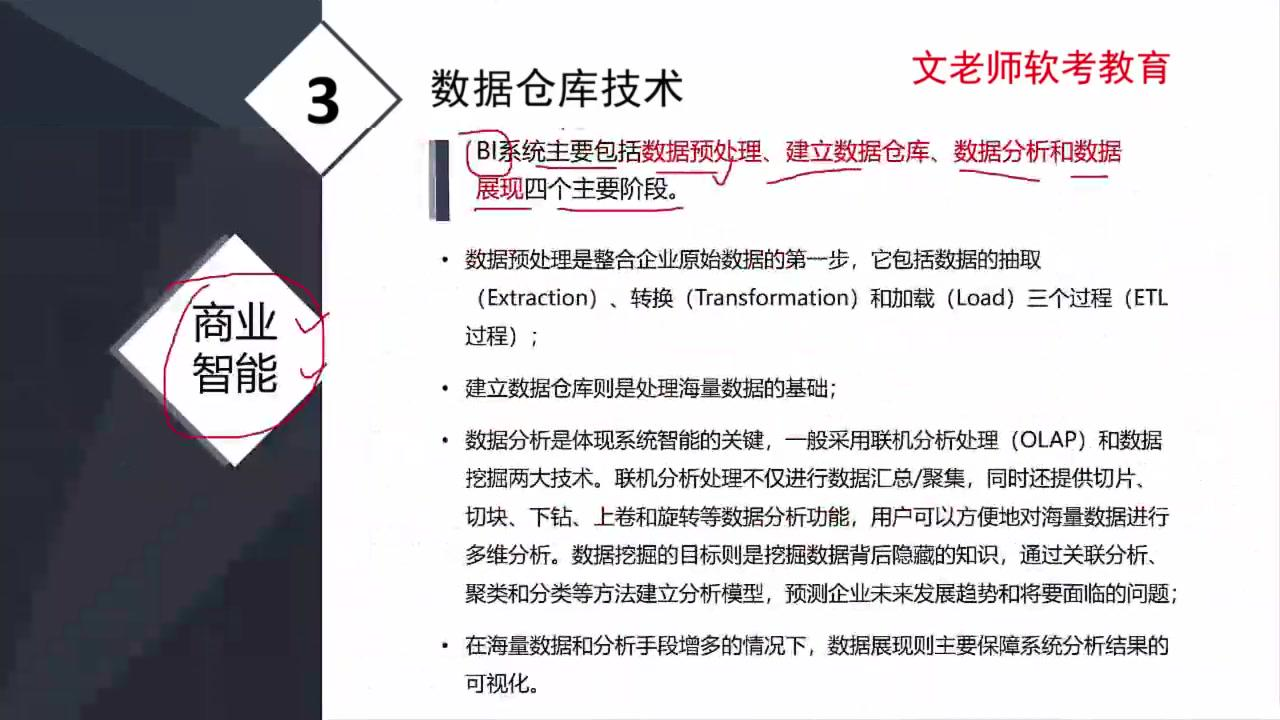 3
数据仓库技术
文老师软考教育
商业
智能
BI系统主要包括数据预处理、建立数据仓库、数据分析和数据
展现四个主要阶段。
• 数据预处理是整合企业原始数据的第一步，它包括数据的抽取
（Extraction）、转换（Transformation）和加载（Load）三个过程（ETL
过程）；
• 建立数据仓库则是处理海量数据的基础；
• 数据分析是体现系统智能的关键，一般采用联机分析处理（OLAP）和数据
挖掘两大技术。联机分析处理不仅进行数据汇总/聚集，同时还提供切片、
切块、下钻、上卷和旋转等数据分析功能，用户可以方便地对海量数据进行
多维分析。数据挖掘的目标则是挖掘数据背后隐藏的知识，通过关联分析、
聚类和分类等方法建立分析模型，预测企业未来发展趋势和将要面临的问题；
• 在海量数据和分析手段增多的情况下，数据展现则主要保障系统分析结果的
可视化。